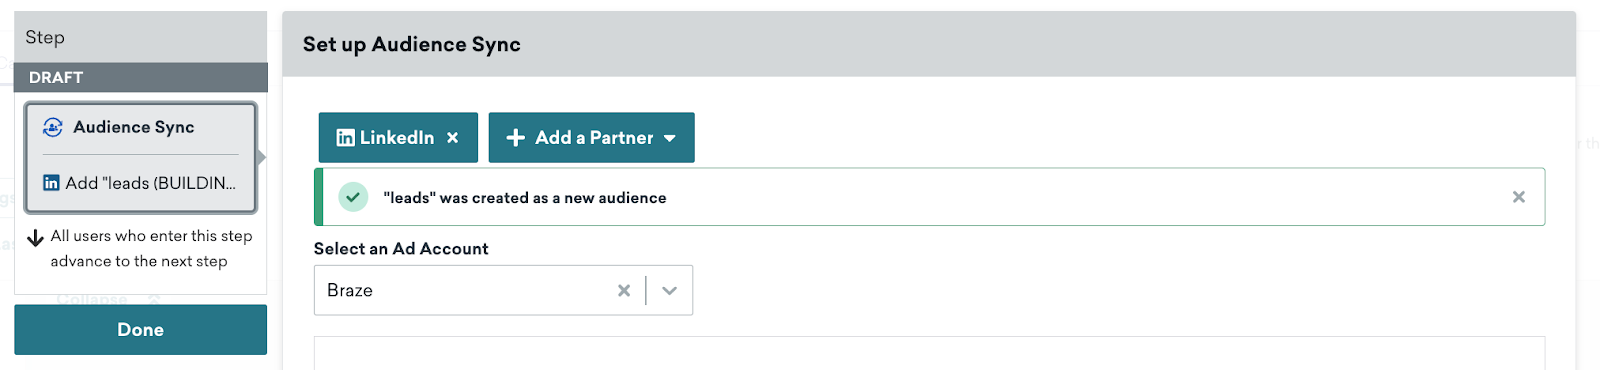 Step
DRAFT
Audience Sync
Add "leads (BUILDIN...
All users who enter this step
advance to the next step
Collapse
Done
Set up Audience Sync
LinkedIn
Add a Partner
"leads" was created as a new audience
Select an Ad Account
Braze